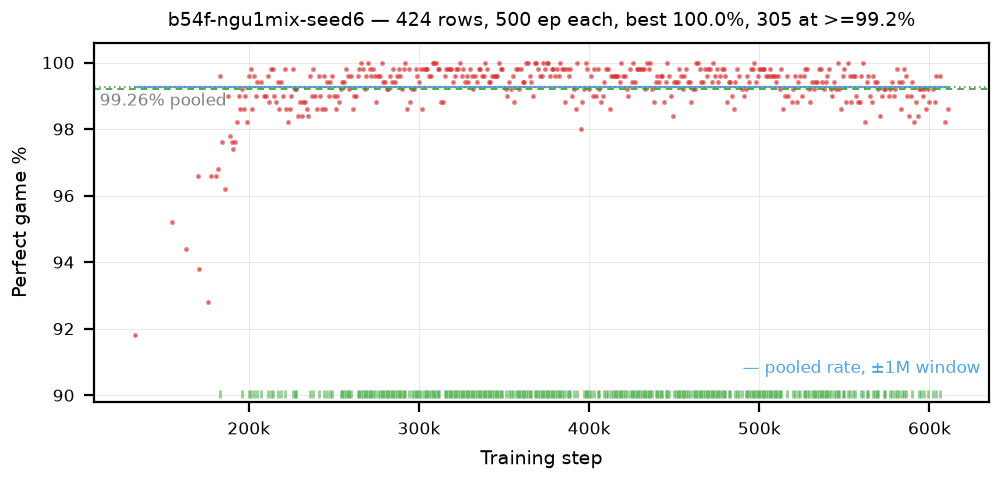 b54f-ngu1mix-seed6 — 424 rows, 500 ep each, best 100.0%, 305 at >=99.2%
Perfect game %
100
98
96
94
92
90
99.26% pooled
— pooled rate, ±1M window
200k
300k
400k
500k
600k
Training step